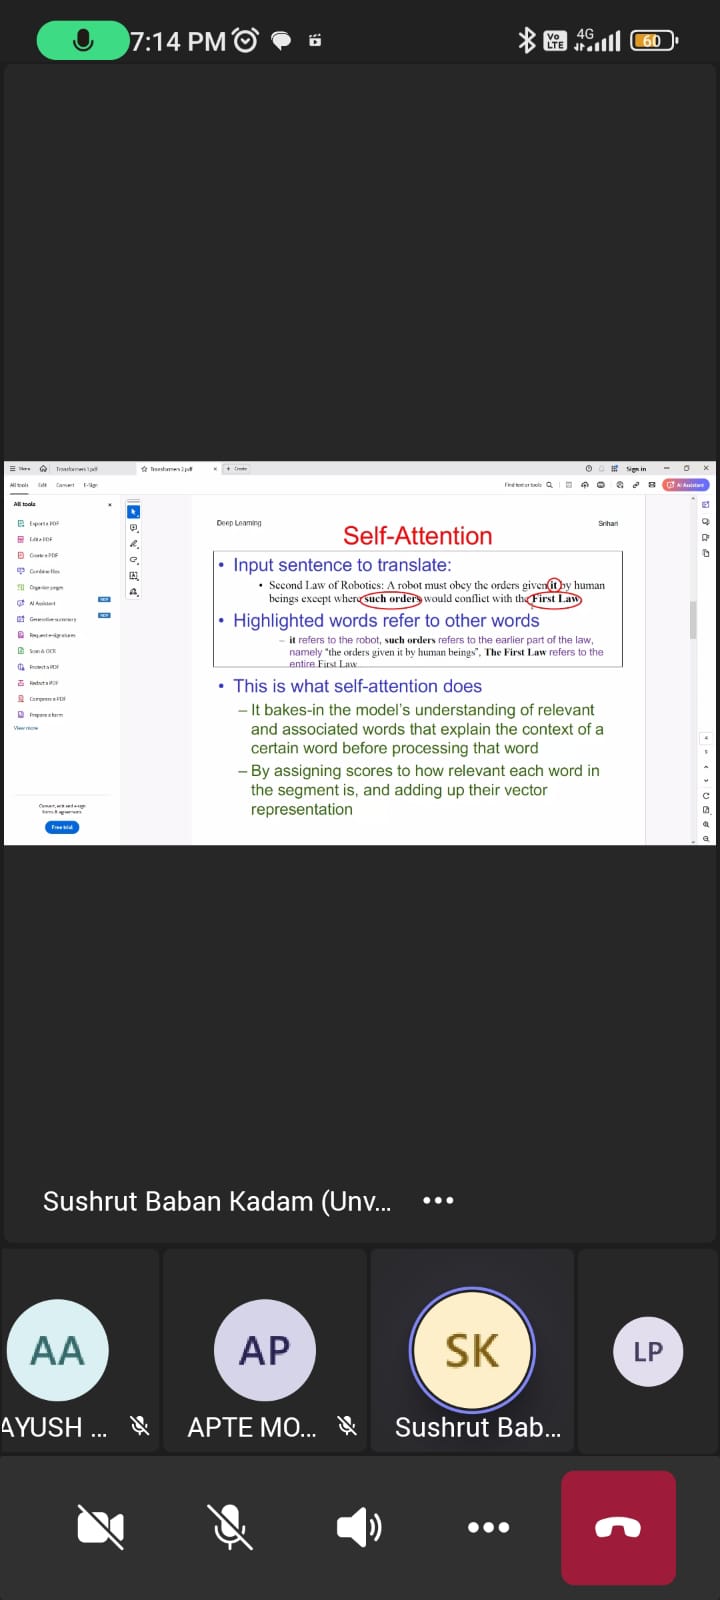 7:14 PM
Vo LTE
4G
60
Menu
Transformers 1.pdf
Transformers 2.pdf
+ Create
Sign in
All tools
Edit
Convert
E-Sign
Find text or tools
AI Assistant
All tools
Export a PDF
Edit a PDF
Create a PDF
Combine files
Organize pages
AI Assistant
NEW
Generative summary
NEW
Request e-signatures
Scan & OCR
Protect a PDF
Redact a PDF
Compress a PDF
Prepare a form
View more
Convert, edit and e-sign
forms & agreements
Free trial
Deep Learning
Srihari
Self-Attention
• Input sentence to translate:
• Second Law of Robotics: A robot must obey the orders given it by human
beings except where such orders would conflict with the First Law
• Highlighted words refer to other words
– it refers to the robot, such orders refers to the earlier part of the law,
namely "the orders given it by human beings", The First Law refers to the
entire First Law
• This is what self-attention does
– It bakes-in the model's understanding of relevant
and associated words that explain the context of a
certain word before processing that word
– By assigning scores to how relevant each word in
the segment is, and adding up their vector
representation
4
5
Sushrut Baban Kadam (Unv...
AA
AYUSH ...
AP
APTE MO...
SK
Sushrut Bab...
LP